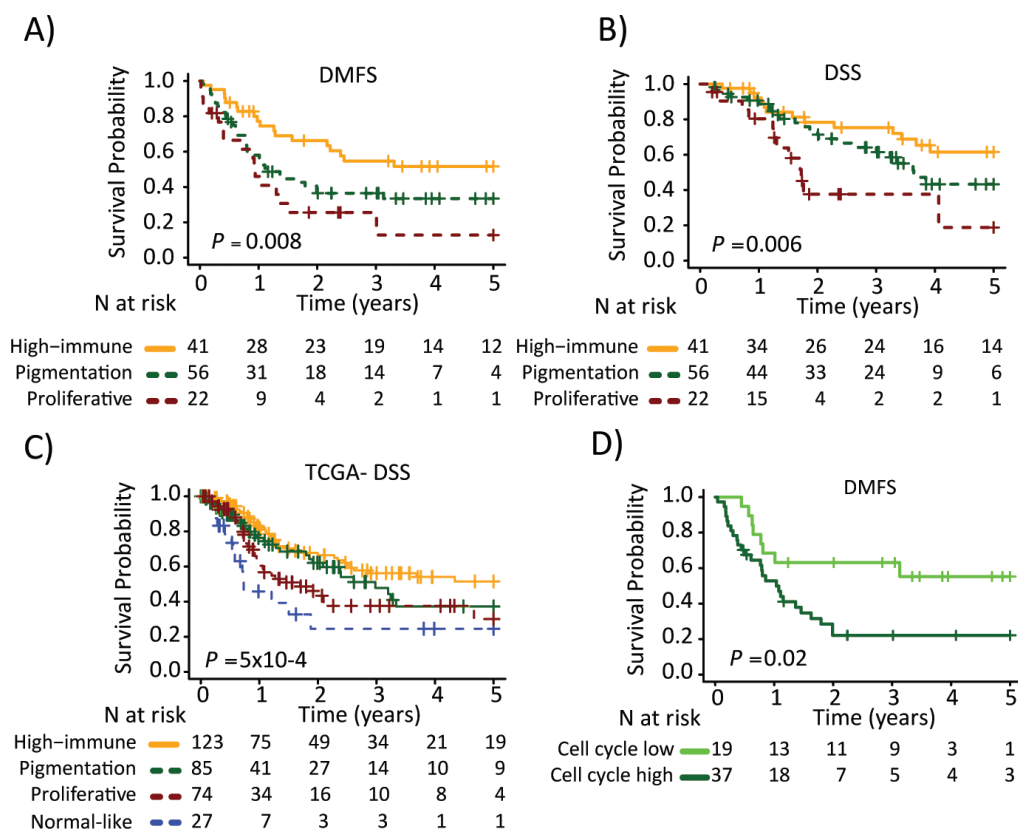 A)
DMFS
Survival Probability
1.0
0.8
0.6
0.4
0.2
0.0
P = 0.008
0 1 2 3 4 5
N at risk Time (years)
High-immune 41 28 23 19 14 12
Pigmentation 56 31 18 14 7 4
Proliferative 22 9 4 2 1 1
B)
DSS
Survival Probability
1.0
0.8
0.6
0.4
0.2
0.0
P = 0.006
0 1 2 3 4 5
N at risk Time (years)
High-immune 41 34 26 24 16 14
Pigmentation 56 44 33 24 9 6
Proliferative 22 15 4 2 2 1
C)
TCGA- DSS
Survival Probability
1.0
0.8
0.6
0.4
0.2
0.0
P =5x10-4
0 1 2 3 4 5
N at risk Time (years)
High-immune 123 75 49 34 21 19
Pigmentation 85 41 27 14 10 9
Proliferative 74 34 16 10 8 4
Normal-like 27 7 3 3 1 1
D)
DMFS
Survival Probability
1.0
0.8
0.6
0.4
0.2
0.0
P =0.02
0 1 2 3 4 5
N at risk Time (years)
Cell cycle low 19 13 11 9 3 1
Cell cycle high 37 18 7 5 4 3